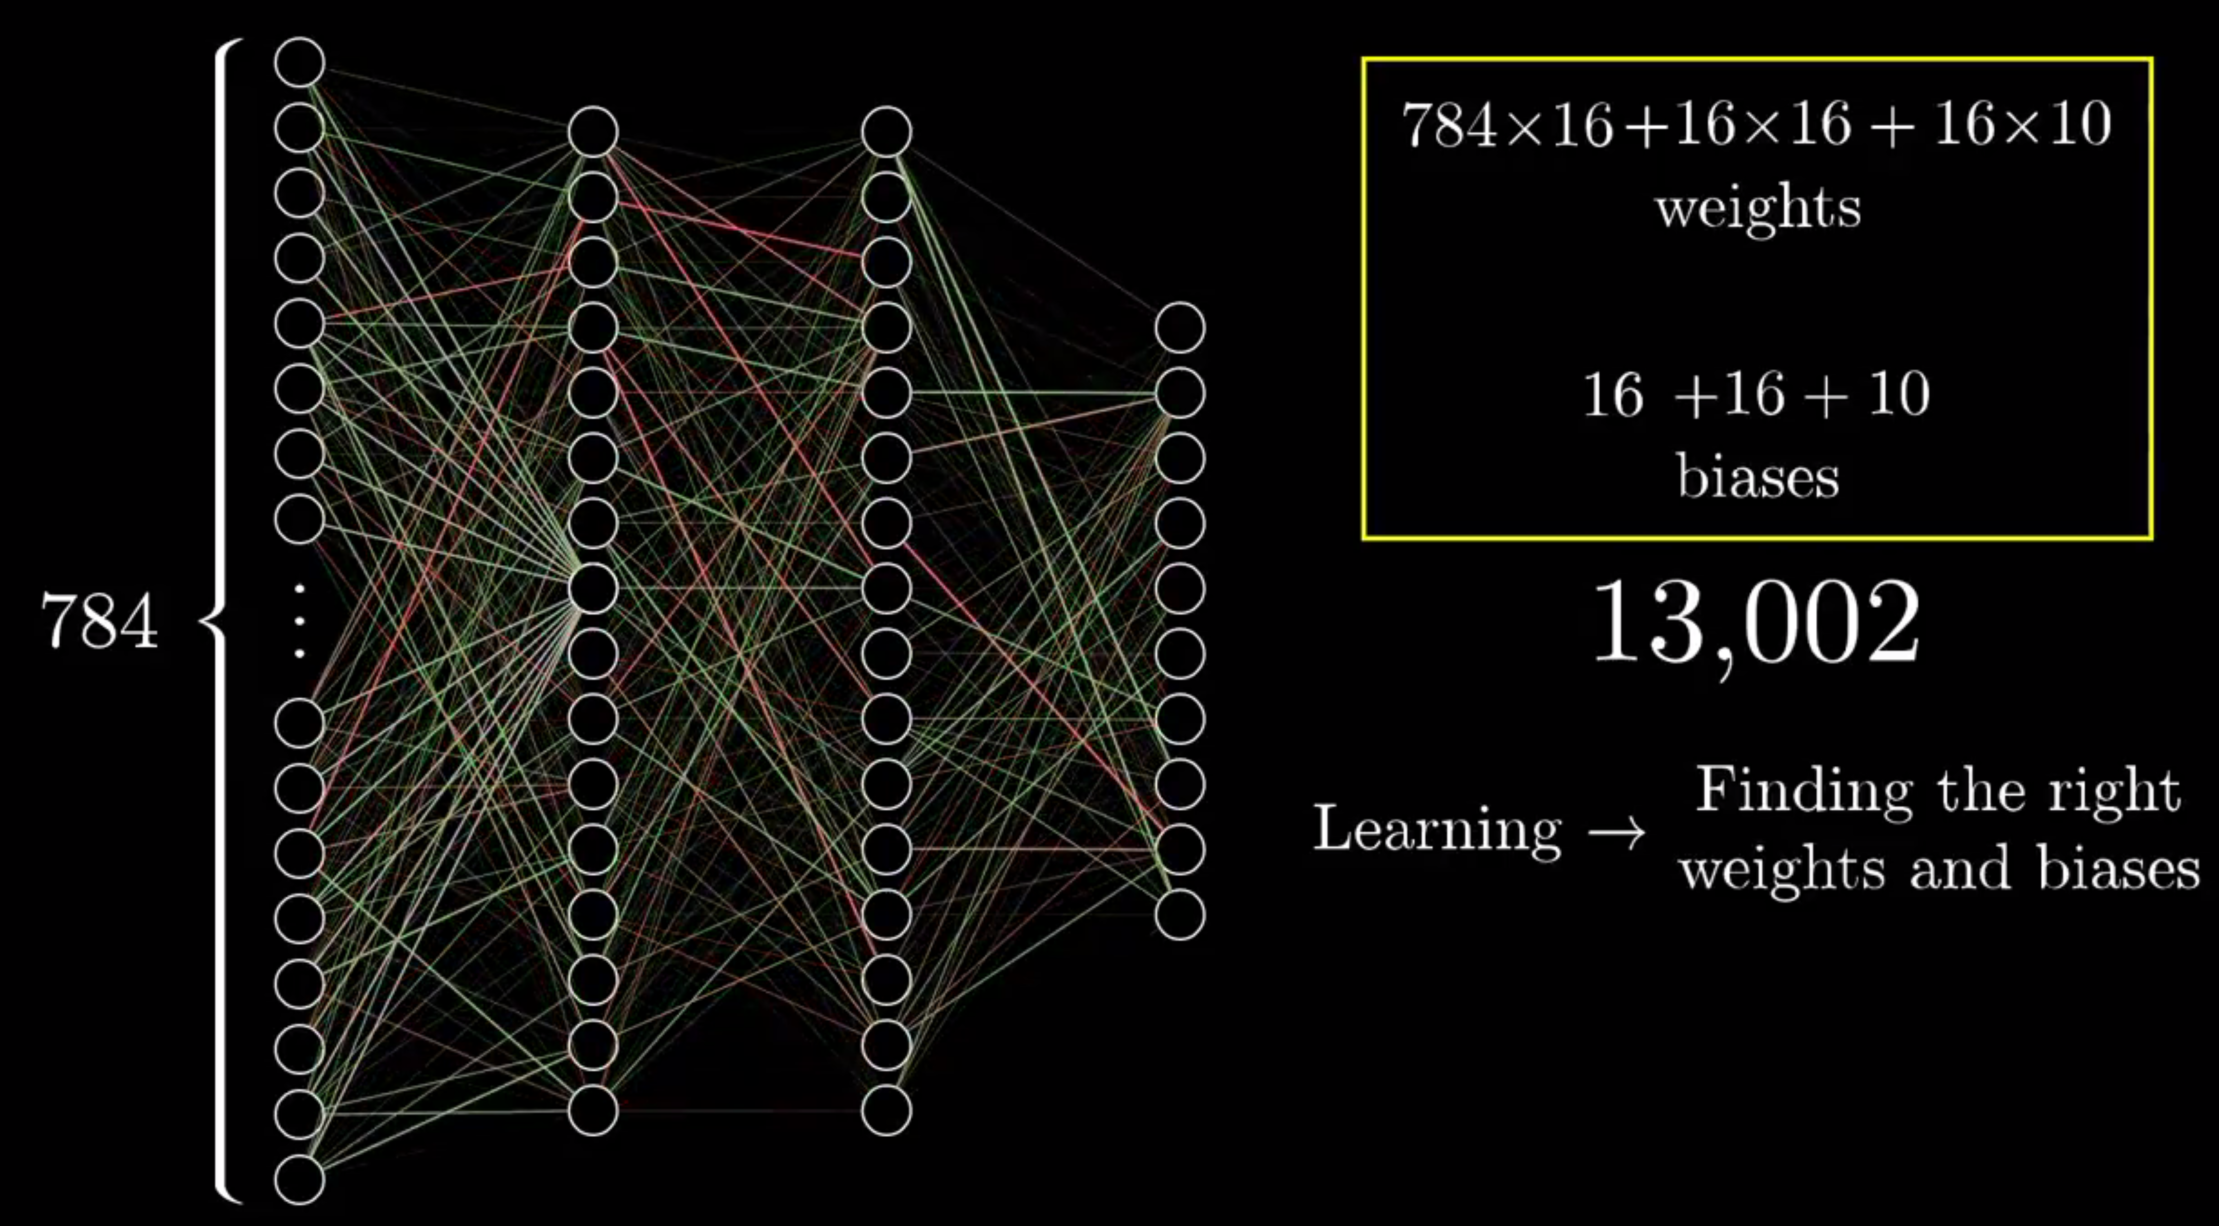 784
784×16+16×16 + 16×10
weights
16 +16 + 10
biases
13,002
Learning → Finding the right
weights and biases